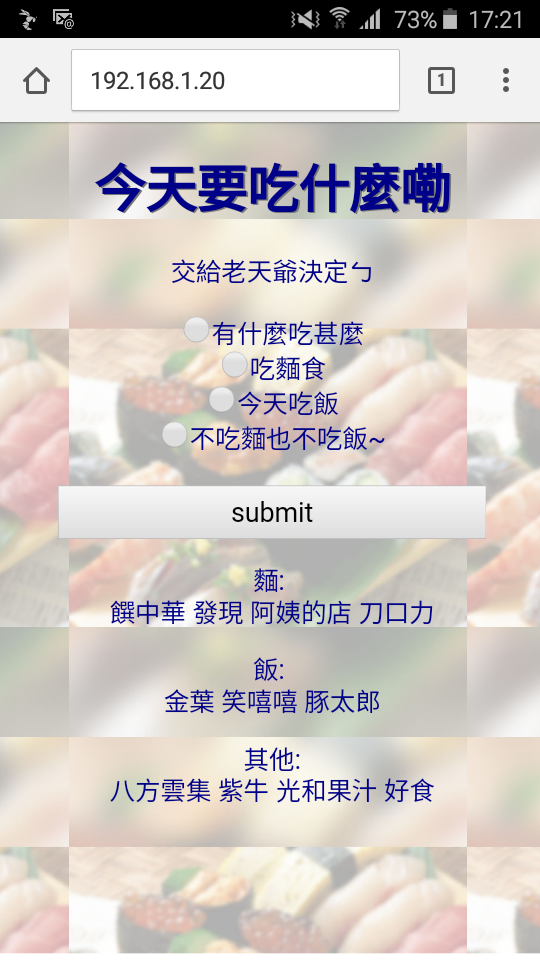 73% 17:21
192.168.1.20
1
今天要吃什麼嘞
交給老天爺決定ㄅ
有什麼吃甚麼
吃麵食
今天吃飯
不吃麵也不吃飯~
submit
麵:
饌中華 發現 阿姨的店 刀口力
飯:
金葉 笑嘻嘻 豚太郎
其他:
八方雲集 紫牛 光和果汁 好食